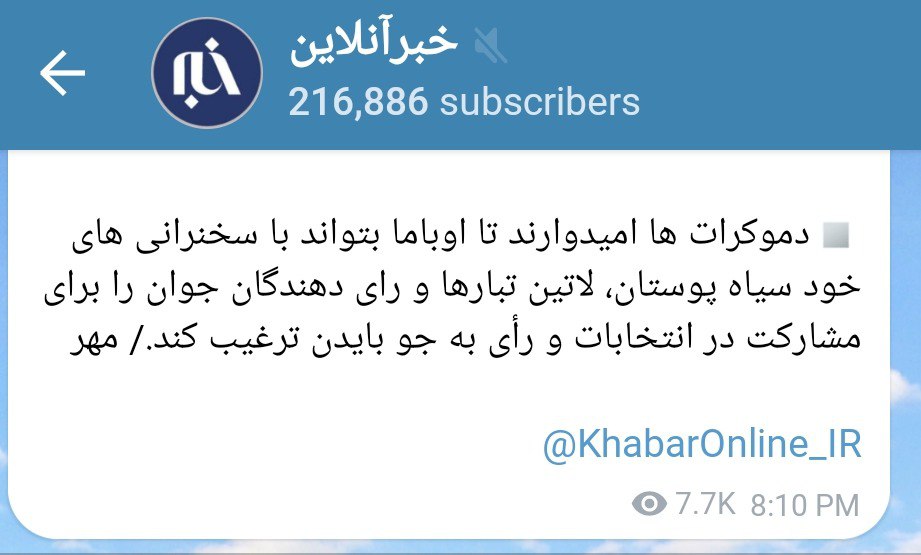 خبرآنلاین
216,886 subscribers
دموکرات ها امیدوارند تا اوباما بتواند با سخنرانی های
خود سیاه پوستان، لاتین تبارها و رای دهندگان جوان را برای
مشارکت در انتخابات و رأی به جو بایدن ترغیب کند./ مهر
@KhabarOnline_IR
7.7K 8:10 PM